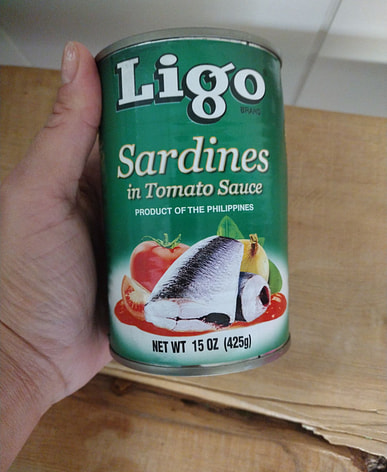 Ligo
BRAND
Sardines
in Tomato Sauce
PRODUCT OF THE PHILIPPINES
NET WT 15 OZ (425g)